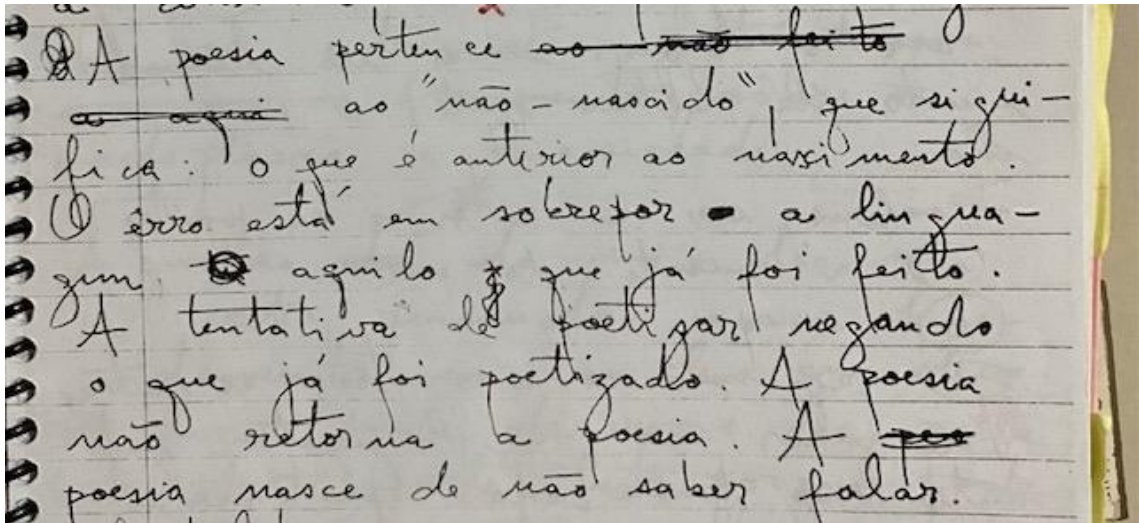 A poesia pertence ao não feito
ao aqui ao "não-nascido", que signi-
fica: o que é anterior ao nascimento.
O érro está em sobrepor a lingua-
gem aquilo que já foi feito.
A tentativa de poetizar negando
o que já foi poetizado. A poesia
não retorna a poesia. A
poesia nasce de não saber falar.